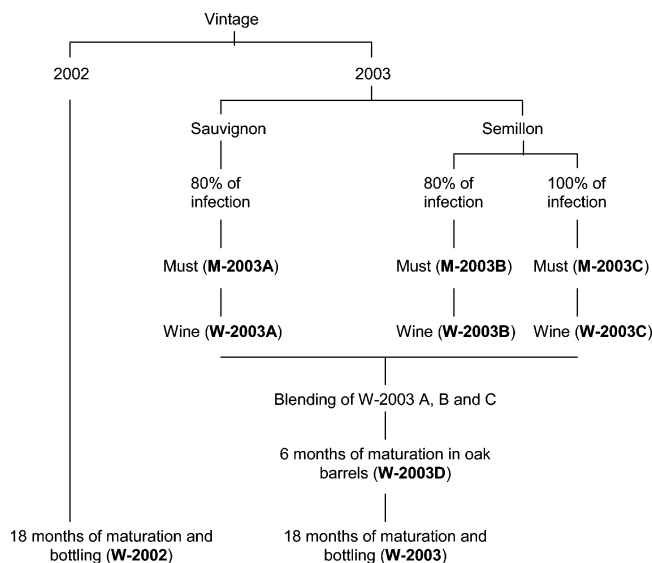 Vintage
2002
2003
Sauvignon
Semillon
80% of
infection
80% of
infection
100% of
infection
Must (M-2003A)
Must (M-2003B)
Must (M-2003C)
Wine (W-2003A)
Wine (W-2003B)
Wine (W-2003C)
Blending of W-2003 A, B and C
6 months of maturation in oak
barrels (W-2003D)
18 months of maturation and
bottling (W-2002)
18 months of maturation and
bottling (W-2003)